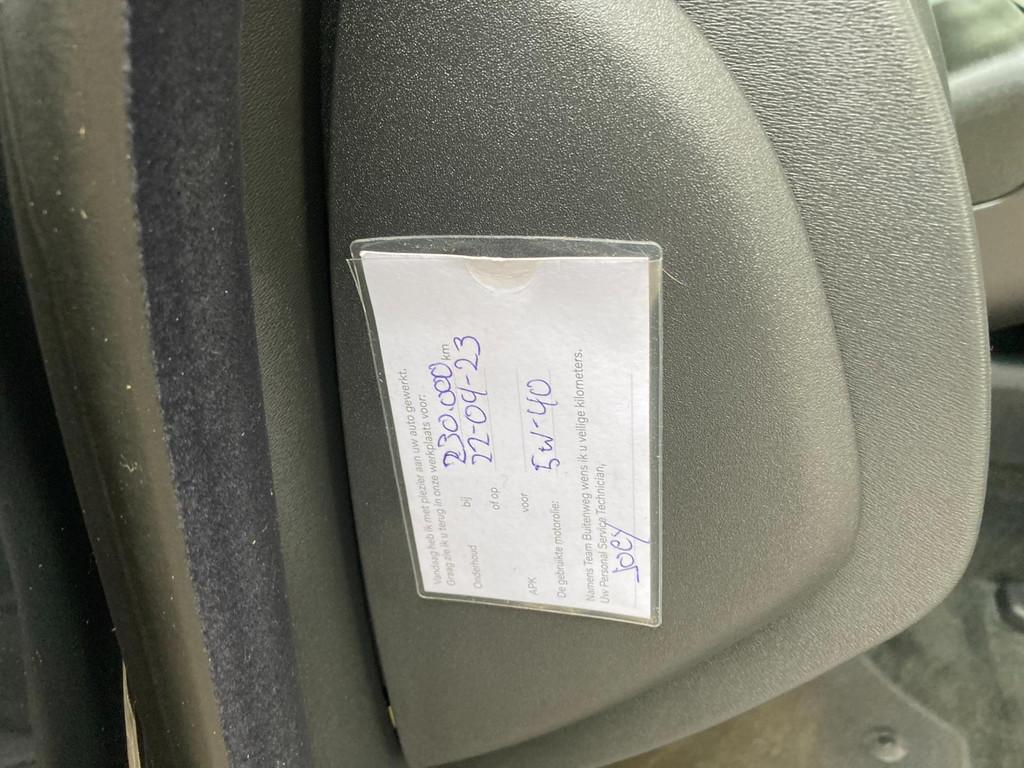 Vandaag heb ik met plezier aan uw auto gewerkt.
Graag zie ik u terug in onze werkplaats voor:
Onderhoud bij 230.000 km
of op 22-04-23
APK voor
De gebruikte motorolie: 5W-40
Namens Team Buitenweg wens ik u veilige kilometers.
Uw Personal Service Technician,
Joey